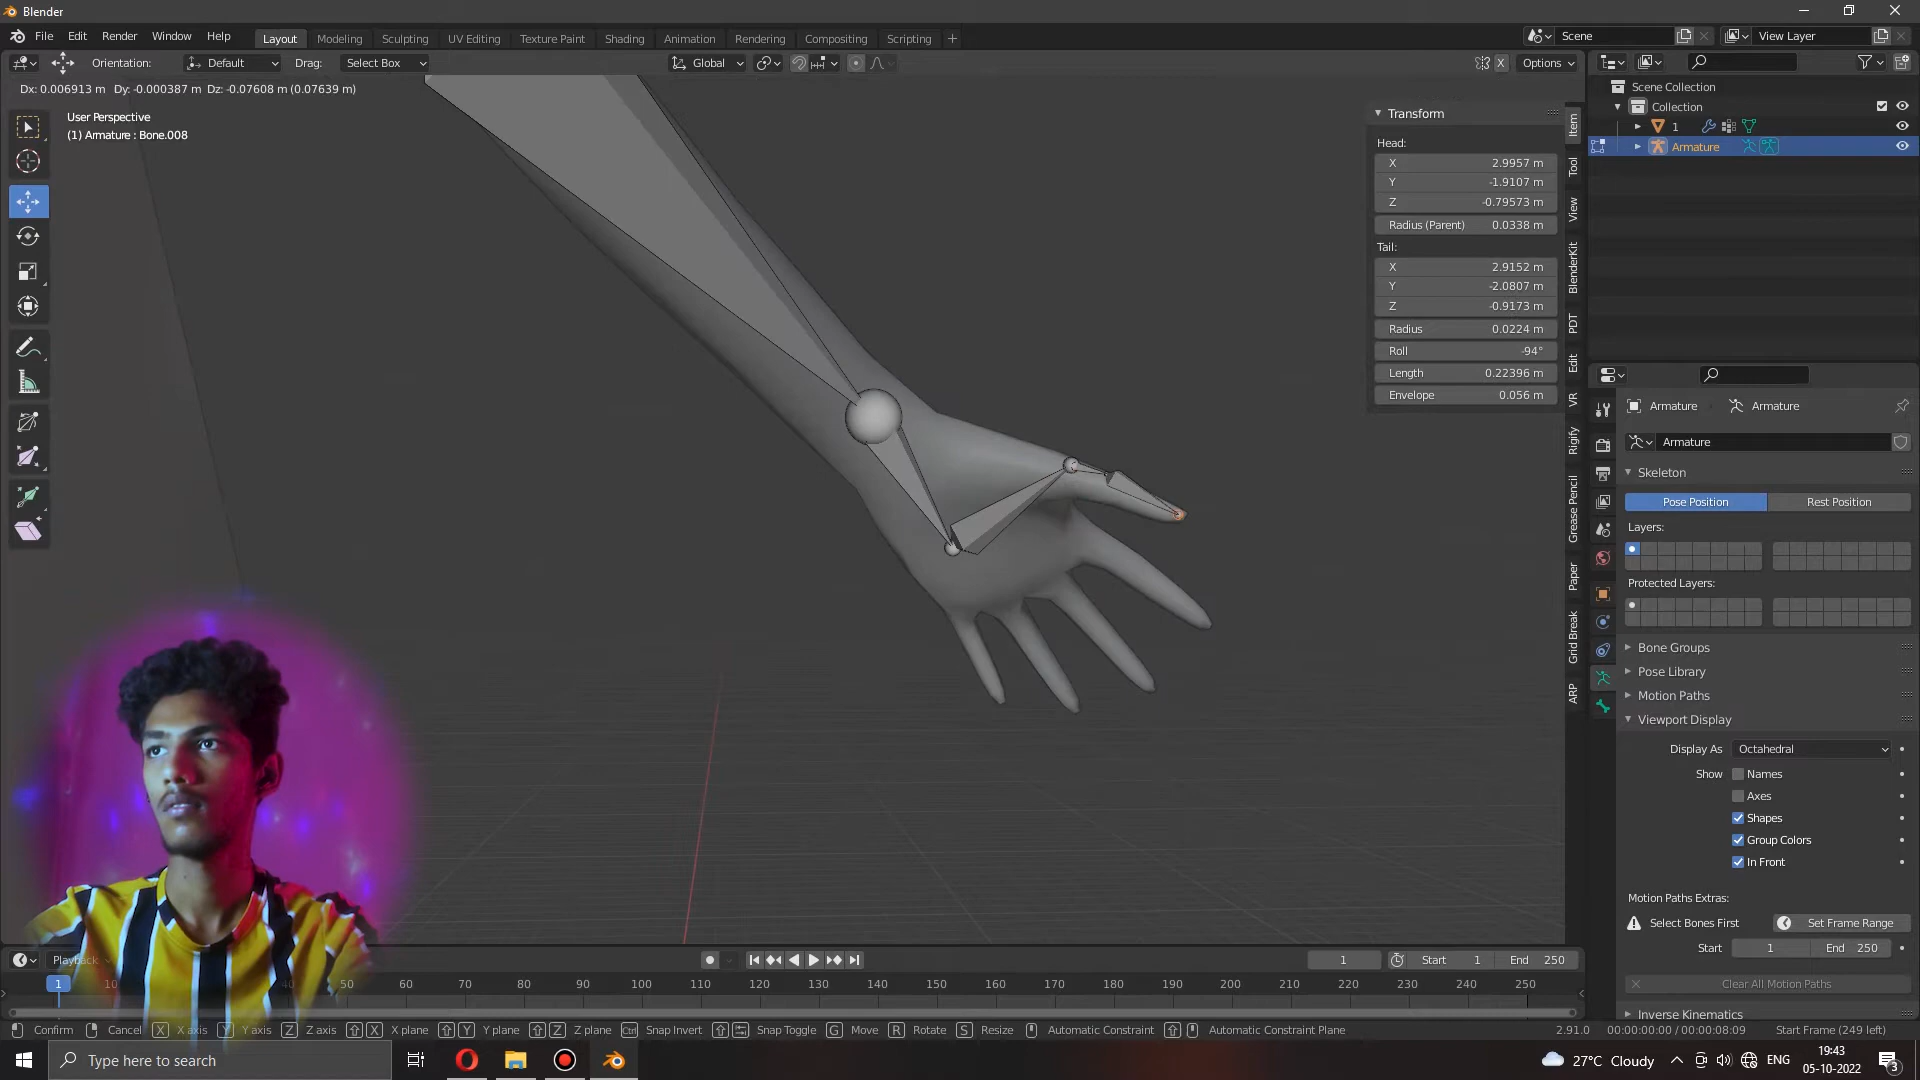 Blender
File Edit Render Window Help
Layout Modeling Sculpting UV Editing Texture Paint Shading Animation Rendering Compositing Scripting +
Scene
View Layer
Orientation: Default Drag: Select Box Global X Options
Dx: 0.006913 m Dy: -0.000387 m Dz: -0.07608 m (0.07639 m)
User Perspective
(1) Armature : Bone.008
Transform
Head:
X 2.9957 m
Y -1.9107 m
Z -0.79573 m
Radius (Parent) 0.0338 m
Tail:
X 2.9152 m
Y -2.0807 m
Z -0.9173 m
Radius 0.0224 m
Roll -94°
Length 0.22396 m
Envelope 0.056 m
Item
Tool
View
BlenderKit
PDT
Edit
VR
Rigify
Grease Pencil
Paper
Grid Break
ARP
Scene Collection
Collection
1
Armature
Armature Armature
Armature
Skeleton
Pose Position Rest Position
Layers:
Protected Layers:
Bone Groups
Pose Library
Motion Paths
Viewport Display
Display As Octahedral
Show Names
Axes
Shapes
Group Colors
In Front
Motion Paths Extras:
Select Bones First Set Frame Range
Start 1 End 250
Clear All Motion Paths
Inverse Kinematics
Playback
1 Start 1 End 250
1 10 40 50 60 70 80 90 100 110 120 130 140 150 160 170 180 190 200 210 220 230 240 250
Confirm Cancel X X axis Y Y axis Z Z axis X X plane Y Y plane Z Z plane Ctrl Snap Invert Snap Toggle G Move R Rotate S Resize Automatic Constraint Automatic Constraint Plane
2.91.0 00:00:00:00 / 00:00:08:09 Start Frame (249 left)
Type here to search
27°C Cloudy ENG
19:43
05-10-2022
3